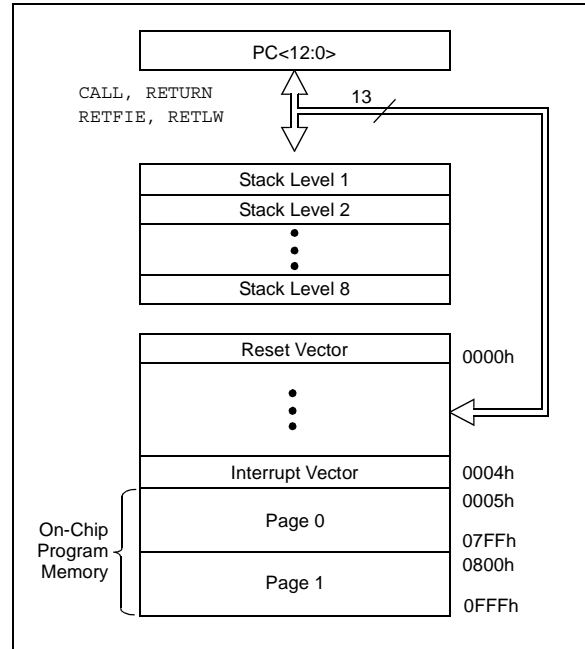 PC<12:0>
CALL, RETURN
RETFIE, RETLW
13
Stack Level 1
Stack Level 2
Stack Level 8
Reset Vector
0000h
Interrupt Vector
0004h
0005h
On-Chip
Program
Memory
Page 0
07FFh
0800h
Page 1
0FFFh